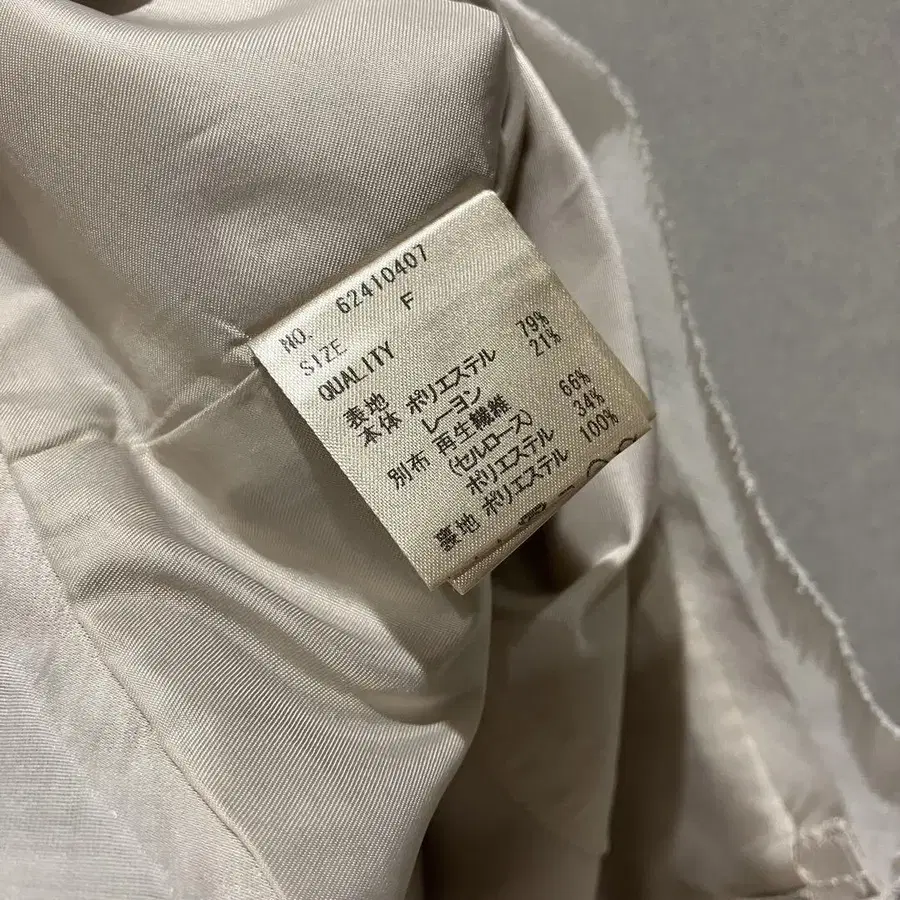 NO. 62410407
SIZE F
QUALITY
表地
本体 ポリエステル 79%
レーヨン 21%
別布 再生繊維
(セルロース) 66%
ポリエステル 34%
裏地 ポリエステル 100%